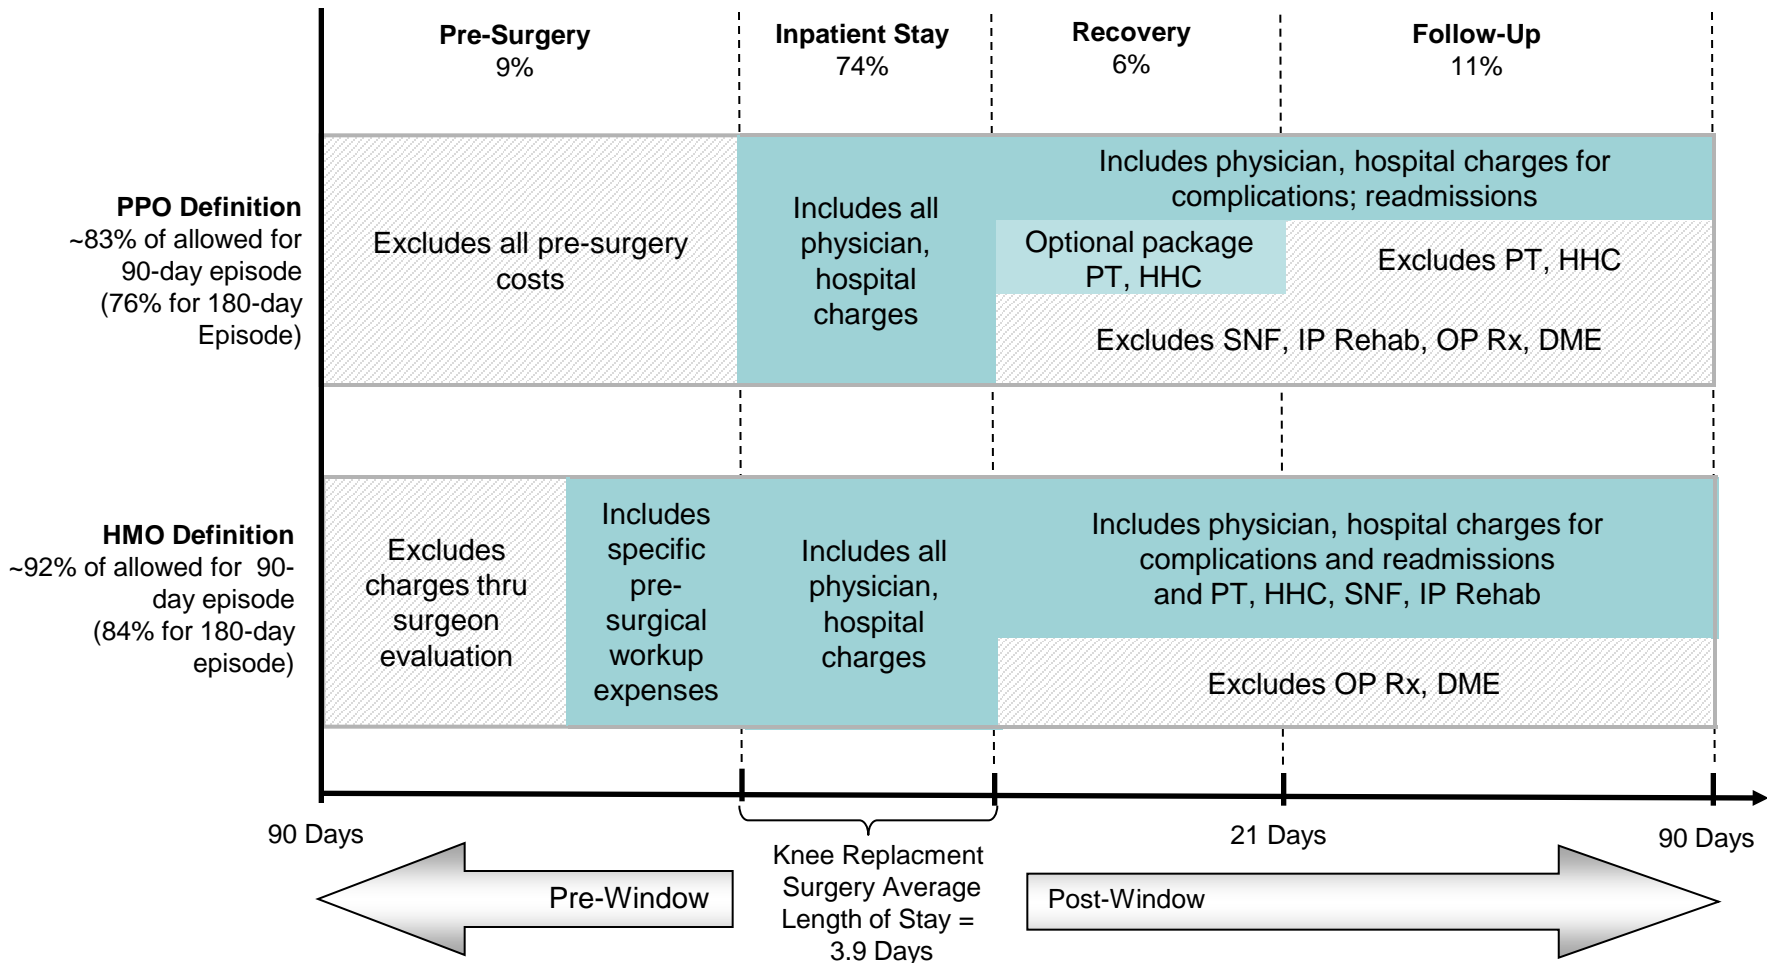 Pre-Surgery
9%
Inpatient Stay
74%
Recovery
6%
Follow-Up
11%
PPO Definition
~83% of allowed for
90-day episode
(76% for 180-day
Episode)
Excludes all pre-surgery
costs
Includes all
physician,
hospital
charges
Includes physician, hospital charges for
complications; readmissions
Optional package
PT, HHC
Excludes PT, HHC
Excludes SNF, IP Rehab, OP Rx, DME
HMO Definition
~92% of allowed for 90-
day episode
(84% for 180-day
episode)
Excludes
charges thru
surgeon
evaluation
Includes
specific
pre-
surgical
workup
expenses
Includes all
physician,
hospital
charges
Includes physician, hospital charges for
complications and readmissions
and PT, HHC, SNF, IP Rehab
Excludes OP Rx, DME
90 Days
21 Days
90 Days
Pre-Window
Knee Replacment
Surgery Average
Length of Stay =
3.9 Days
Post-Window